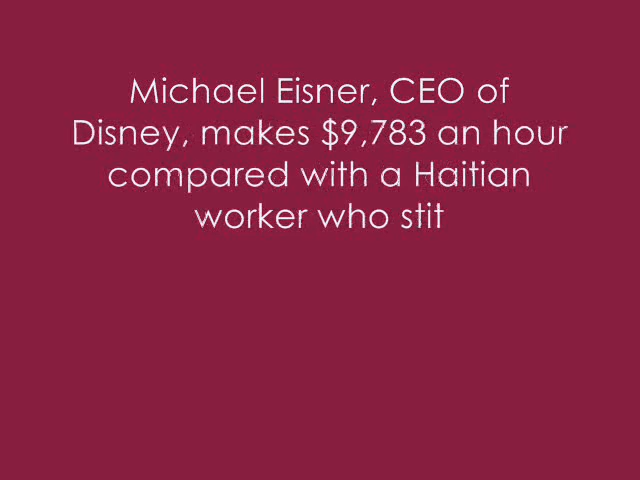 Michael Eisner, CEO of
Disney, makes $9,783 an hour
compared with a Haitian
worker who stit